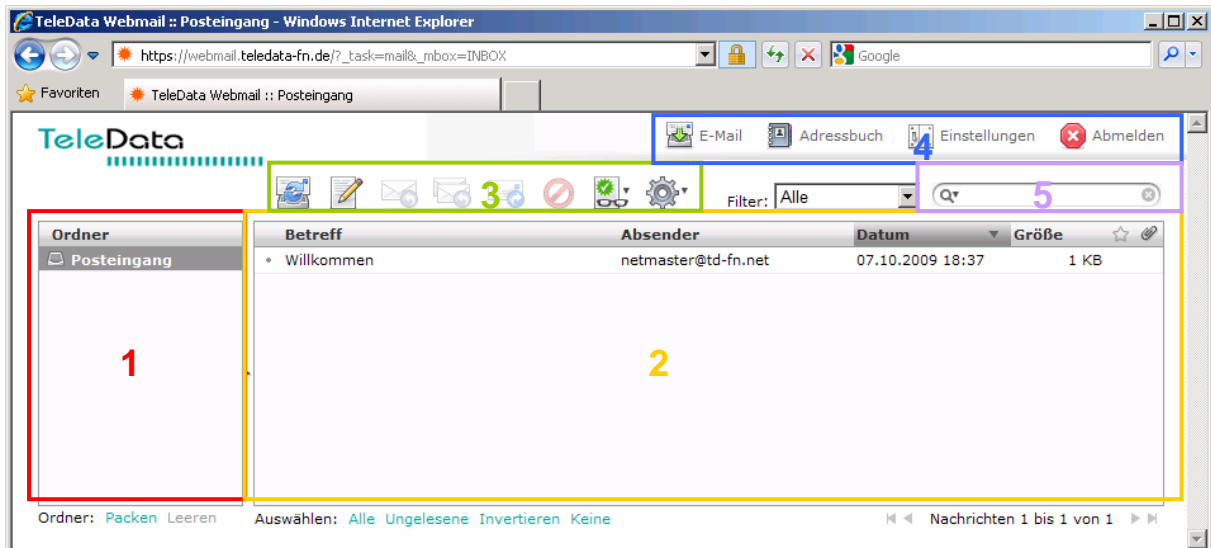 TeleData Webmail :: Posteingang - Windows Internet Explorer
https://webmail.teledata-fn.de/?_task=mail&_mbox=INBOX Google
Favoriten TeleData Webmail :: Posteingang
TeleData E-Mail Adressbuch Einstellungen Abmelden
4
3 Filter: Alle 5
Ordner Betreff Absender Datum Größe
Posteingang Willkommen netmaster@td-fn.net 07.10.2009 18:37 1 KB
1 2
Ordner: Packen Leeren Auswählen: Alle Ungelesene Invertieren Keine Nachrichten 1 bis 1 von 1